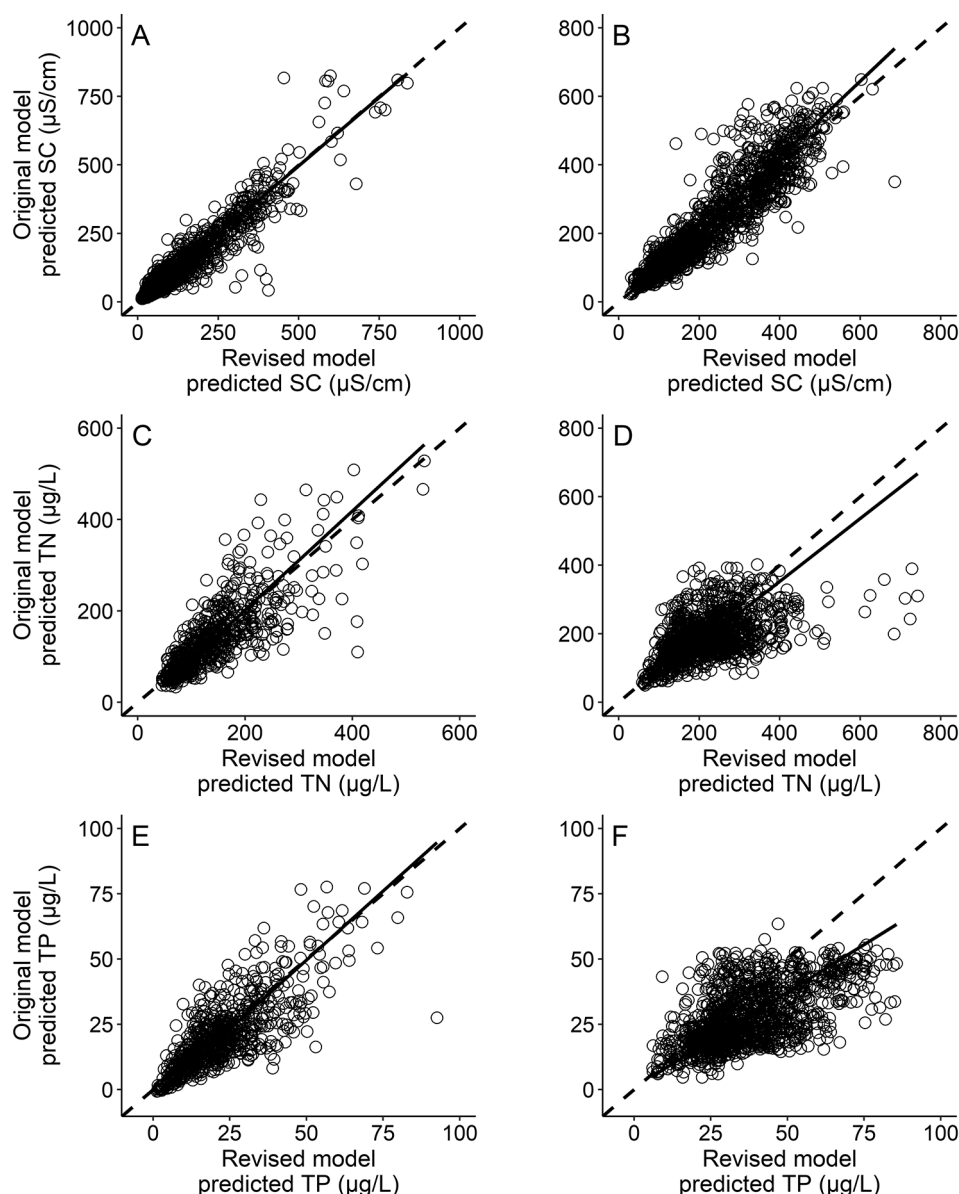 A
1000
750
500
250
0
Original model
predicted SC (µS/cm)
0 250 500 750 1000
Revised model
predicted SC (µS/cm)
B
800
600
400
200
0
0 200 400 600 800
Revised model
predicted SC (µS/cm)
C
600
400
200
0
Original model
predicted TN (µg/L)
0 200 400 600
Revised model
predicted TN (µg/L)
D
800
600
400
200
0
0 200 400 600 800
Revised model
predicted TN (µg/L)
E
100
75
50
25
0
Original model
predicted TP (µg/L)
0 25 50 75 100
Revised model
predicted TP (µg/L)
F
100
75
50
25
0
0 25 50 75 100
Revised model
predicted TP (µg/L)